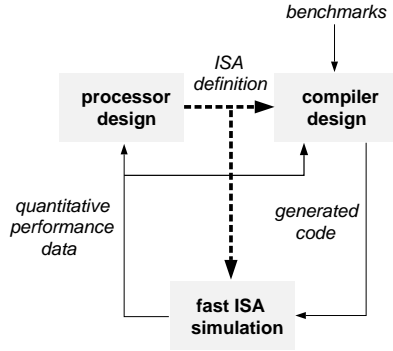 benchmarks
ISA
definition
processor
design
compiler
design
quantitative
performance
data
generated
code
fast ISA
simulation